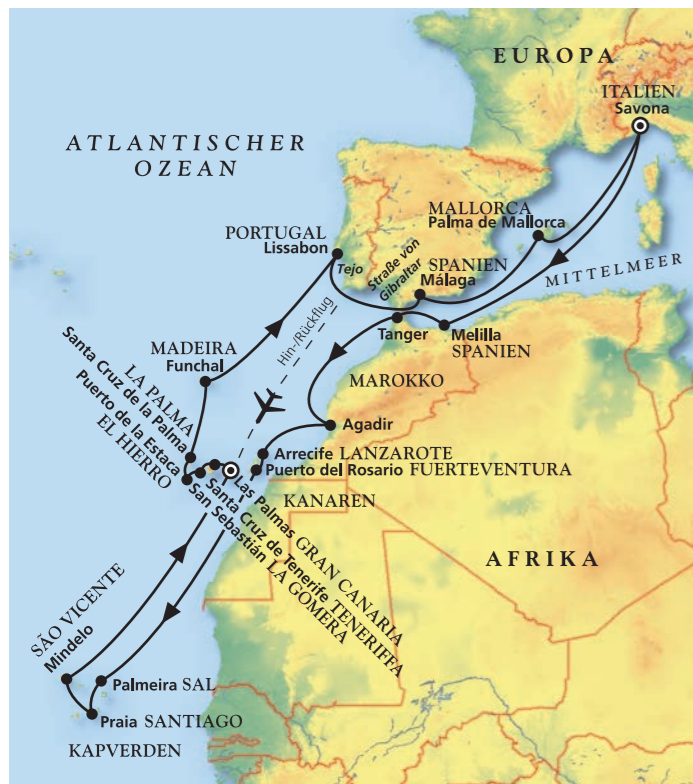 EUROPA
ITALIEN
Savona
ATLANTISCHER
OZEAN
MALLORCA
Palma de Mallorca
PORTUGAL
Lissabon
Tejo
Straße von
Gibraltar
SPANIEN
Málaga
MITTELMEER
Hin-/Rückflug
Tanger
Melilla
SPANIEN
MADEIRA
Funchal
MAROKKO
LA PALMA
Santa Cruz de la Palma
Puerto de la Estaca
EL HIERRO
Agadir
Arrecife LANZAROTE
Puerto del Rosario FUERTEVENTURA
KANAREN
Las Palmas GRAN CANARIA
Santa Cruz de Tenerife TENERIFFA
San Sebastián LA GOMERA
AFRIKA
SÃO VICENTE
Mindelo
Palmeira SAL
Praia SANTIAGO
KAPVERDEN